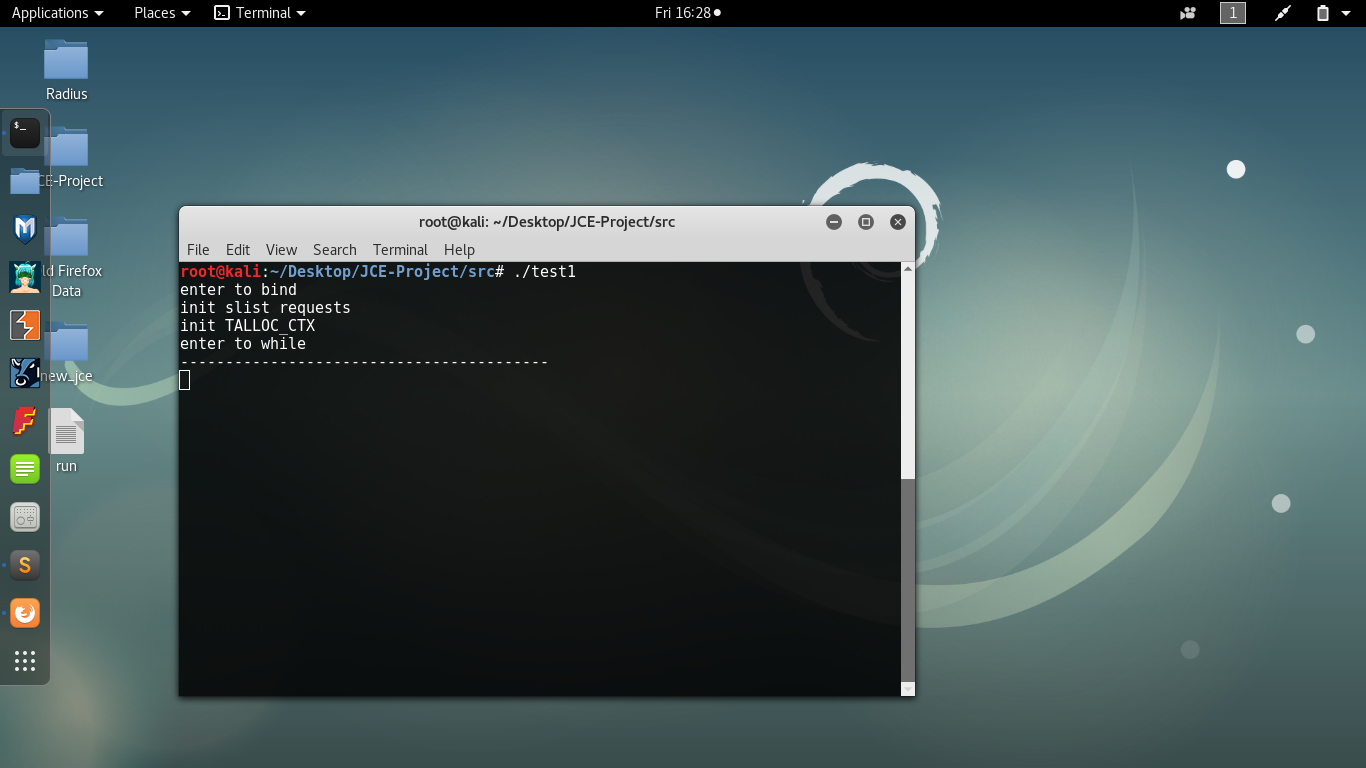 Applications
Places
Terminal
Fri 16:28
1
Radius
CE-Project
ld Firefox
Data
new_jce
run
$_
S
root@kali: ~/Desktop/JCE-Project/src
File Edit View Search Terminal Help
root@kali:~/Desktop/JCE-Project/src# ./test1
enter to bind
init slist requests
init TALLOC_CTX
enter to while
-----------------------------------------